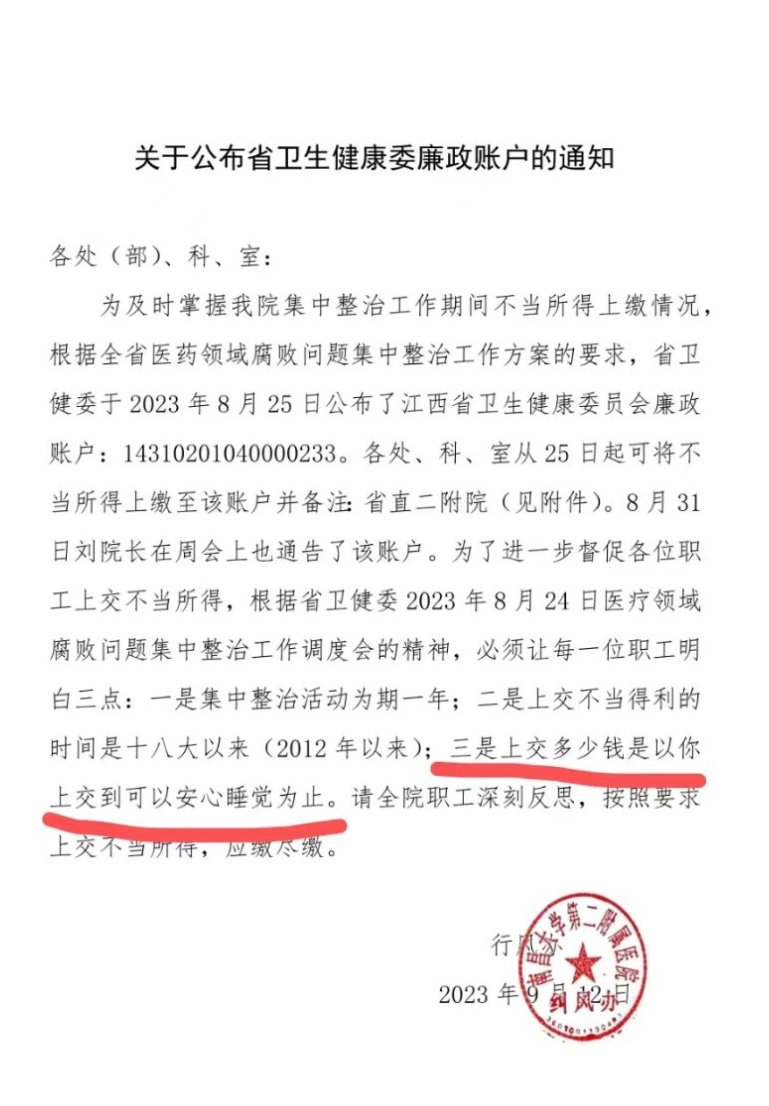 关于公布省卫生健康委廉政账户的通知
各处（部）、科、室：
为及时掌握我院集中整治工作期间不当所得上缴情况，
根据全省医药领域腐败问题集中整治工作方案的要求，省卫
健委于 2023 年 8 月 25 日公布了江西省卫生健康委员会廉政
账户：14310201040000233。各处、科、室从 25 日起可将不
当所得上缴至该账户并备注：省直二附院（见附件）。8 月 31
日刘院长在周会上也通告了该账户。为了进一步督促各位职
工上交不当所得，根据省卫健委 2023 年 8 月 24 日医疗领域
腐败问题集中整治工作调度会的精神，必须让每一位职工明
白三点：一是集中整治活动为期一年；二是上交不当得利的
时间是十八大以来（2012 年以来）；三是上交多少钱是以你
上交到可以安心睡觉为止。请全院职工深刻反思，按照要求
上交不当所得，应缴尽缴。
行风办
2023 年 9 月 12 日
南昌大学第二附属医院
纠风办